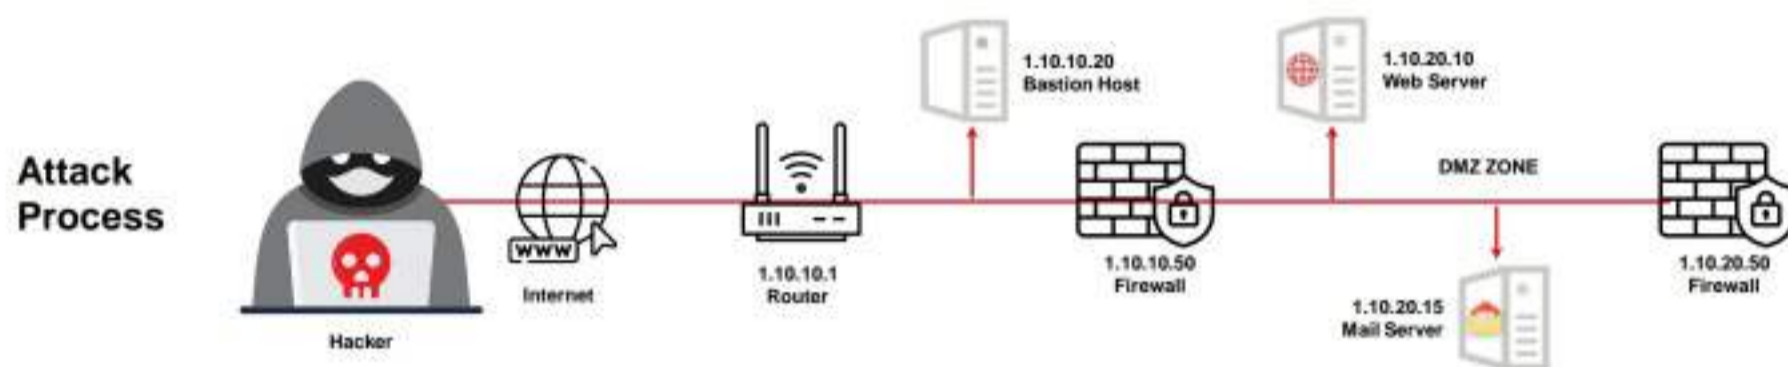 Attack
Process
Hacker
www
Internet
1.10.10.1
Router
1.10.10.20
Bastion Host
1.10.10.50
Firewall
1.10.20.10
Web Server
DMZ ZONE
1.10.20.15
Mail Server
1.10.20.50
Firewall